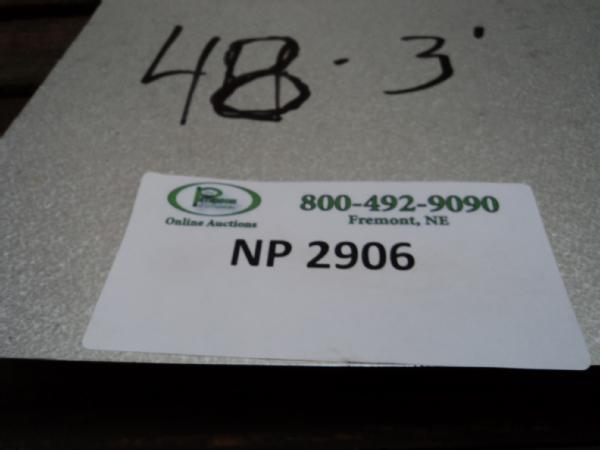 48 - 3'
800-492-9090
Fremont, NE
Online Auctions
NP 2906